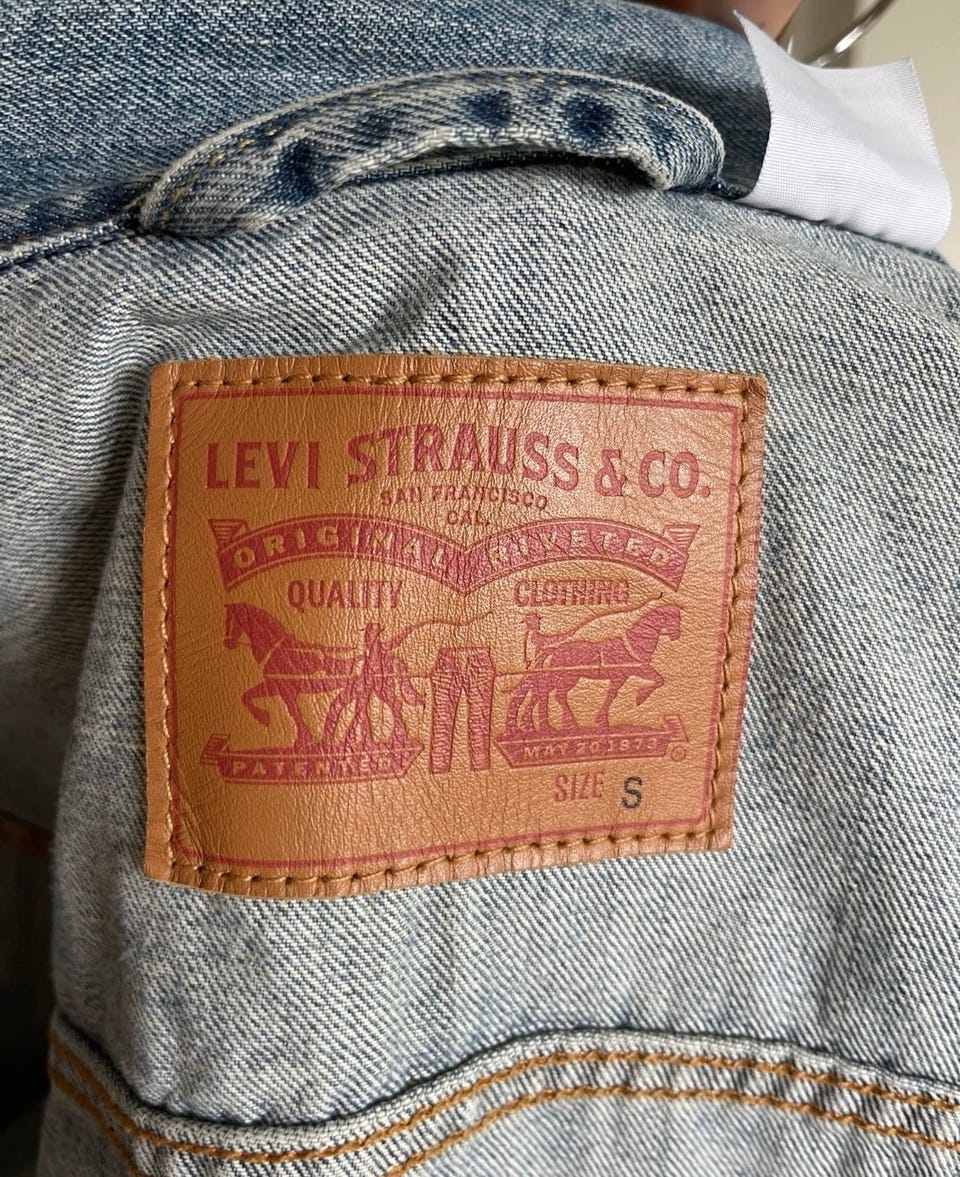 LEVI STRAUSS & CO.
SAN FRANCISCO
CAL.
ORIGINAL RIVETED
QUALITY CLOTHING
PATENTED MAY 20 1873 ®
SIZE S